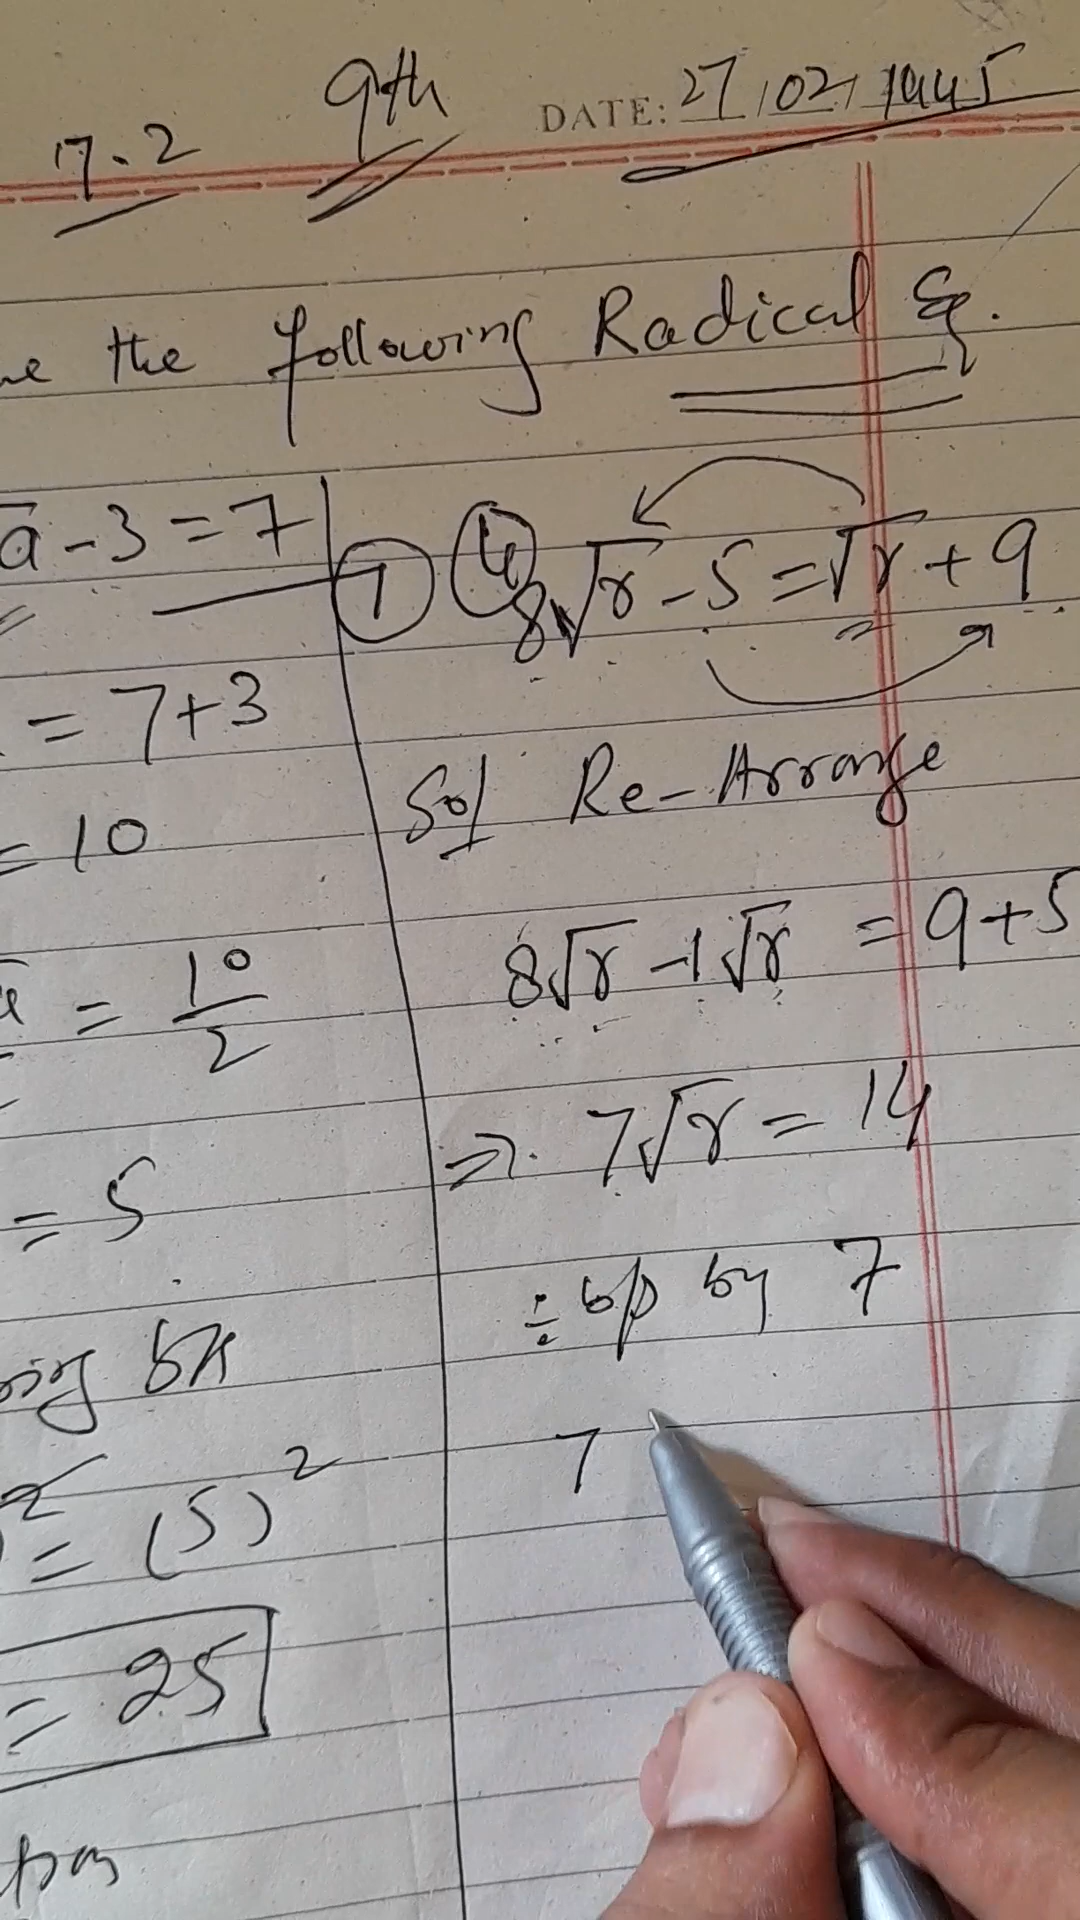 7.2 9th DATE: 27/02/1445
the following Radical Eq.
a - 3 = 7
= 7+3
= 10
= 10/2
= 5
= (5)²
= 25
① ④ 8√r - 5 = √r + 9
Sol Re-Arrange
8√r - 1√r = 9+5
⇒ 7√r = 14
÷ b/s by 7
7